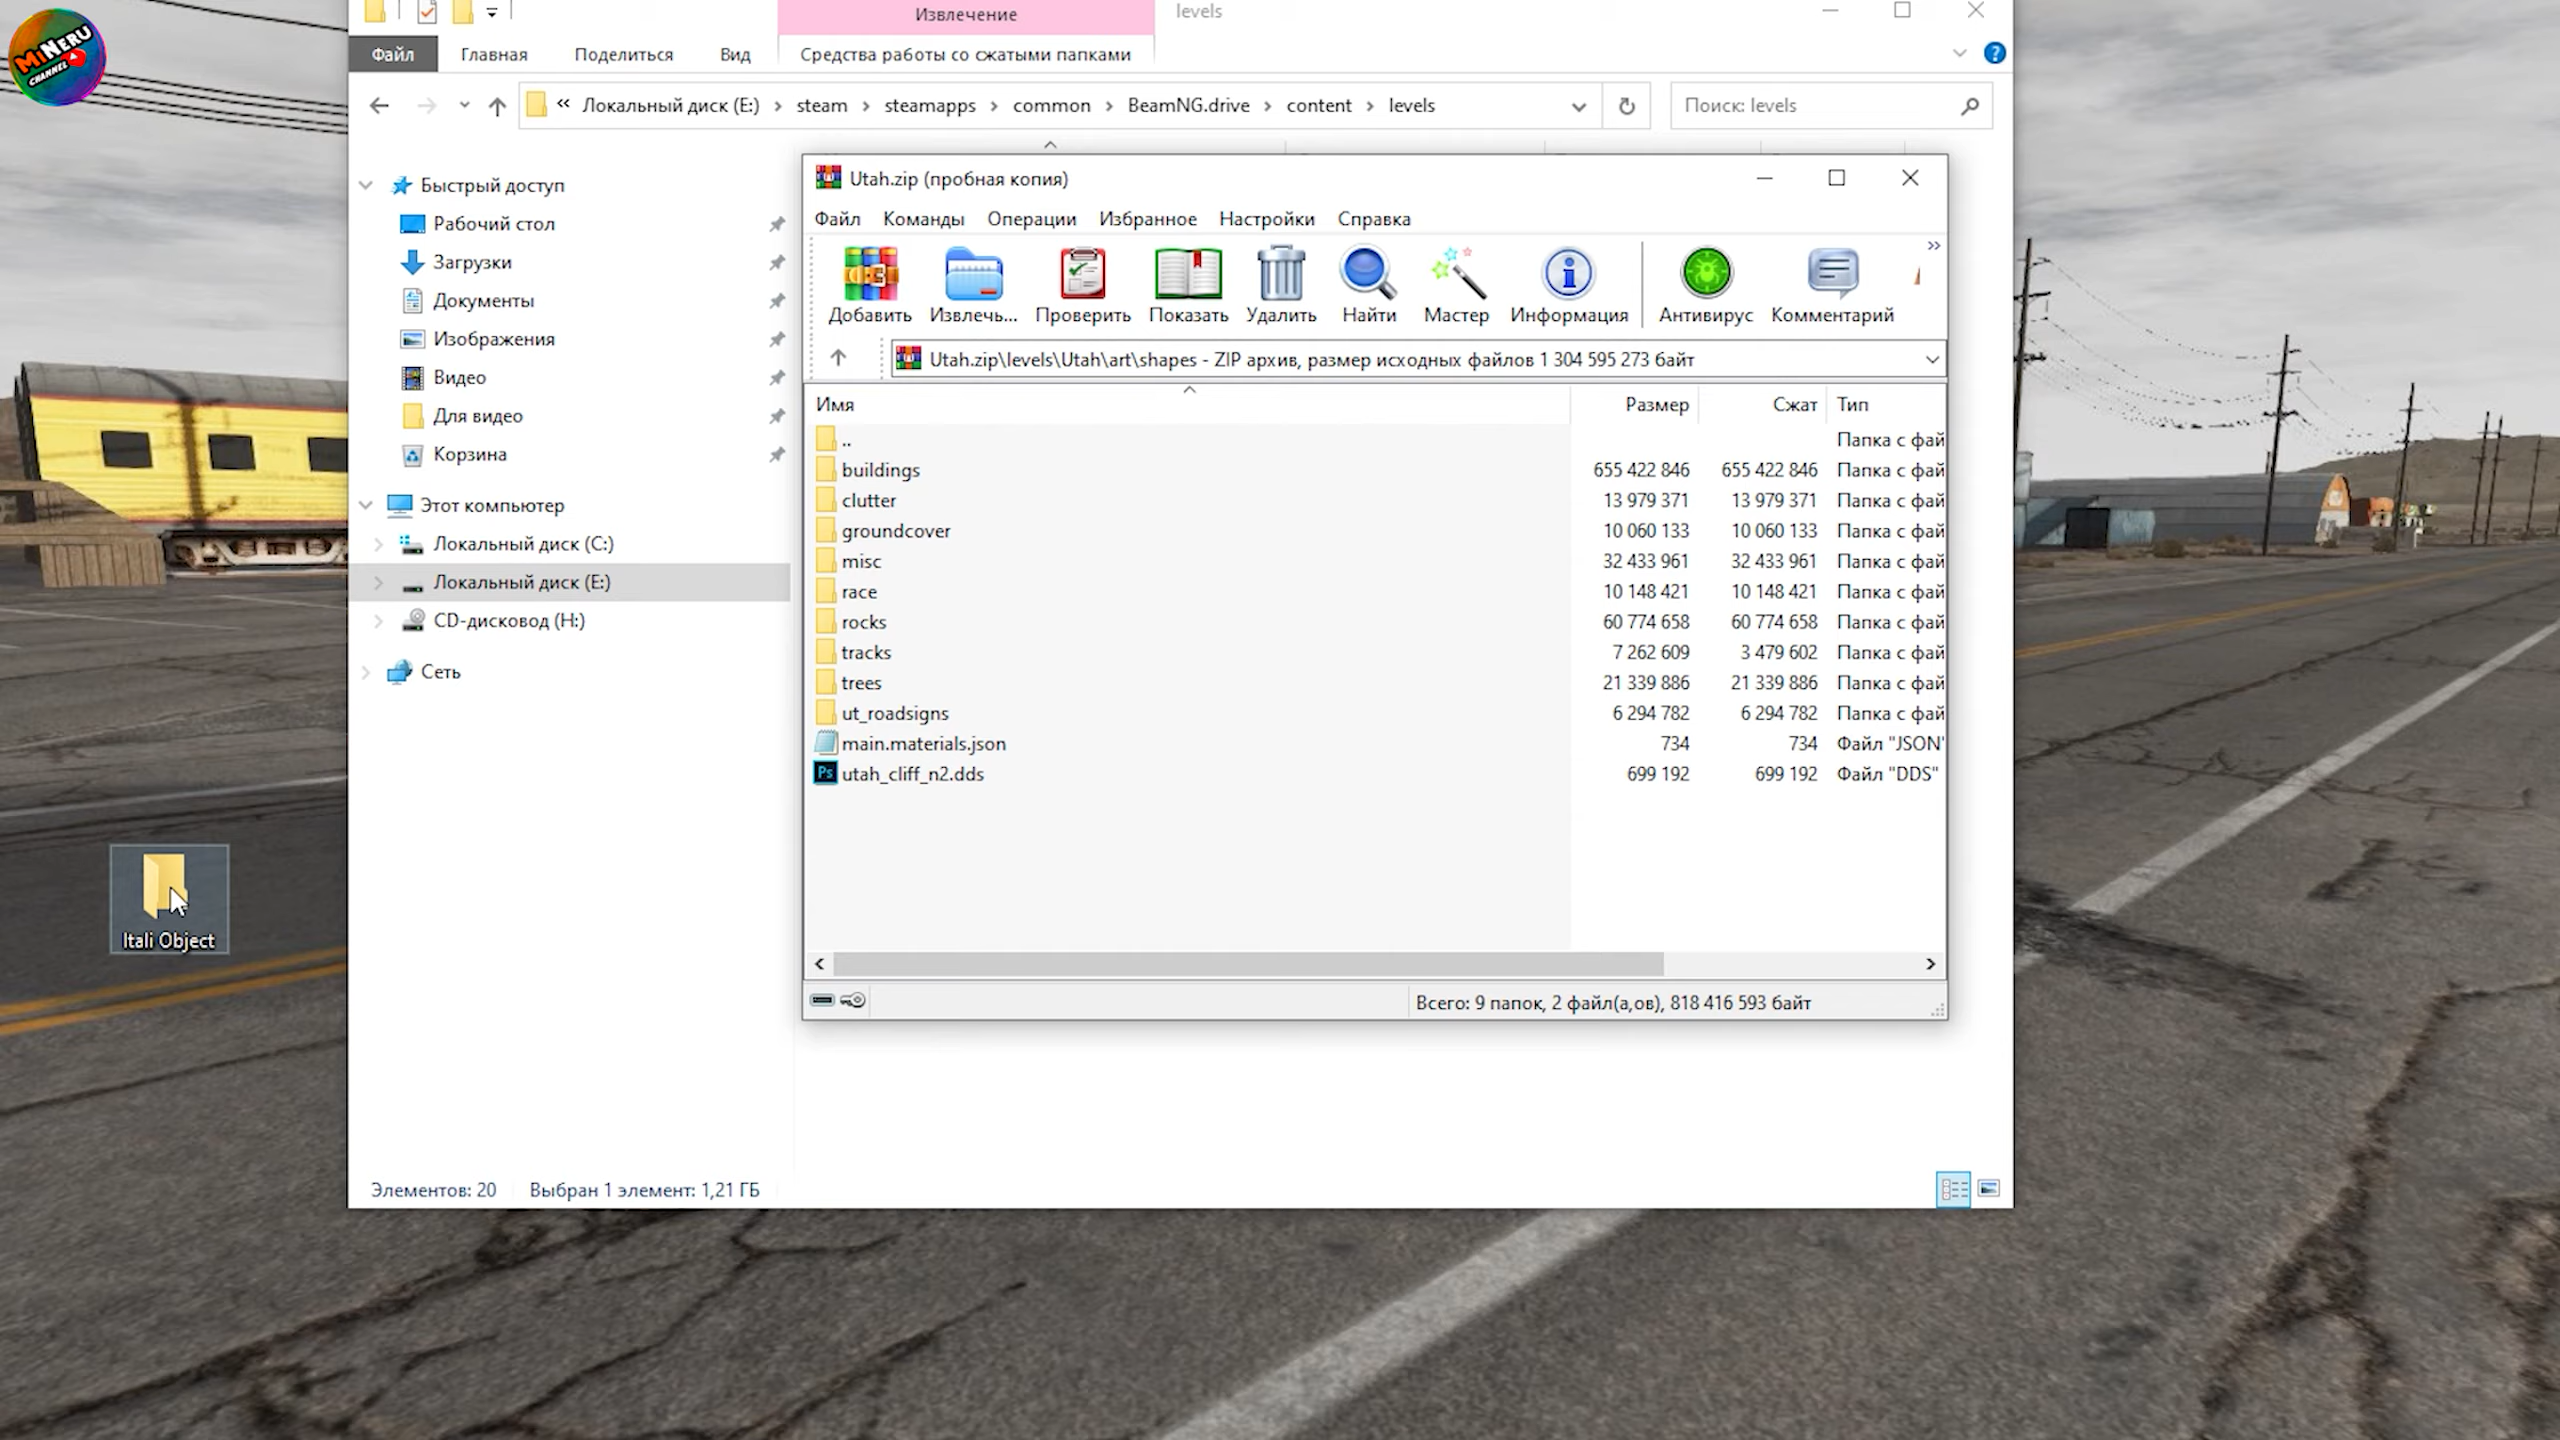 MiNeRU
CHANNEL
Извлечение
levels
Файл
Главная
Поделиться
Вид
Средства работы со сжатыми папками
« Локальный диск (E:) › steam › steamapps › common › BeamNG.drive › content › levels
Поиск: levels
Быстрый доступ
Рабочий стол
Загрузки
Документы
Изображения
Видео
Для видео
Корзина
Этот компьютер
Локальный диск (C:)
Локальный диск (E:)
CD-дисковод (H:)
Сеть
Utah.zip (пробная копия)
Файл Команды Операции Избранное Настройки Справка
Добавить Извлечь... Проверить Показать Удалить Найти Мастер Информация Антивирус Комментарий
Utah.zip\levels\Utah\art\shapes - ZIP архив, размер исходных файлов 1 304 595 273 байт
Имя Размер Сжат Тип
.. Папка с фай
buildings 655 422 846 655 422 846 Папка с фай
clutter 13 979 371 13 979 371 Папка с фай
groundcover 10 060 133 10 060 133 Папка с фай
misc 32 433 961 32 433 961 Папка с фай
race 10 148 421 10 148 421 Папка с фай
rocks 60 774 658 60 774 658 Папка с фай
tracks 7 262 609 3 479 602 Папка с фай
trees 21 339 886 21 339 886 Папка с фай
ut_roadsigns 6 294 782 6 294 782 Папка с фай
main.materials.json 734 734 Файл "JSON"
Ps utah_cliff_n2.dds 699 192 699 192 Файл "DDS"
Всего: 9 папок, 2 файл(а,ов), 818 416 593 байт
Itali Object
Элементов: 20 Выбран 1 элемент: 1,21 ГБ